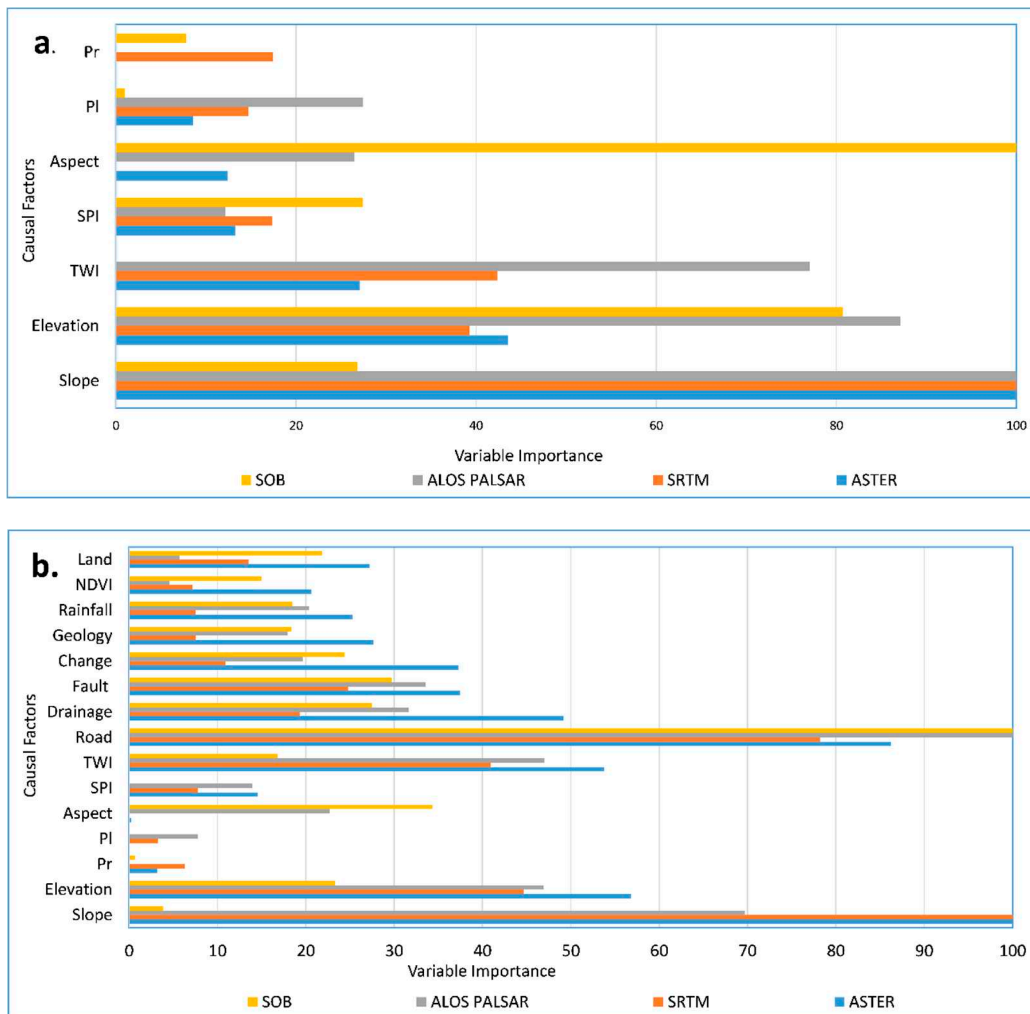 a.
Pr
Pl
Aspect
SPI
TWI
Elevation
Slope
Causal Factors
0 20 40 60 80 100
Variable Importance
SOB ALOS PALSAR SRTM ASTER
b.
Land
NDVI
Rainfall
Geology
Change
Fault
Drainage
Road
TWI
SPI
Aspect
Pl
Pr
Elevation
Slope
Causal Factors
0 10 20 30 40 50 60 70 80 90 100
Variable Importance
SOB ALOS PALSAR SRTM ASTER